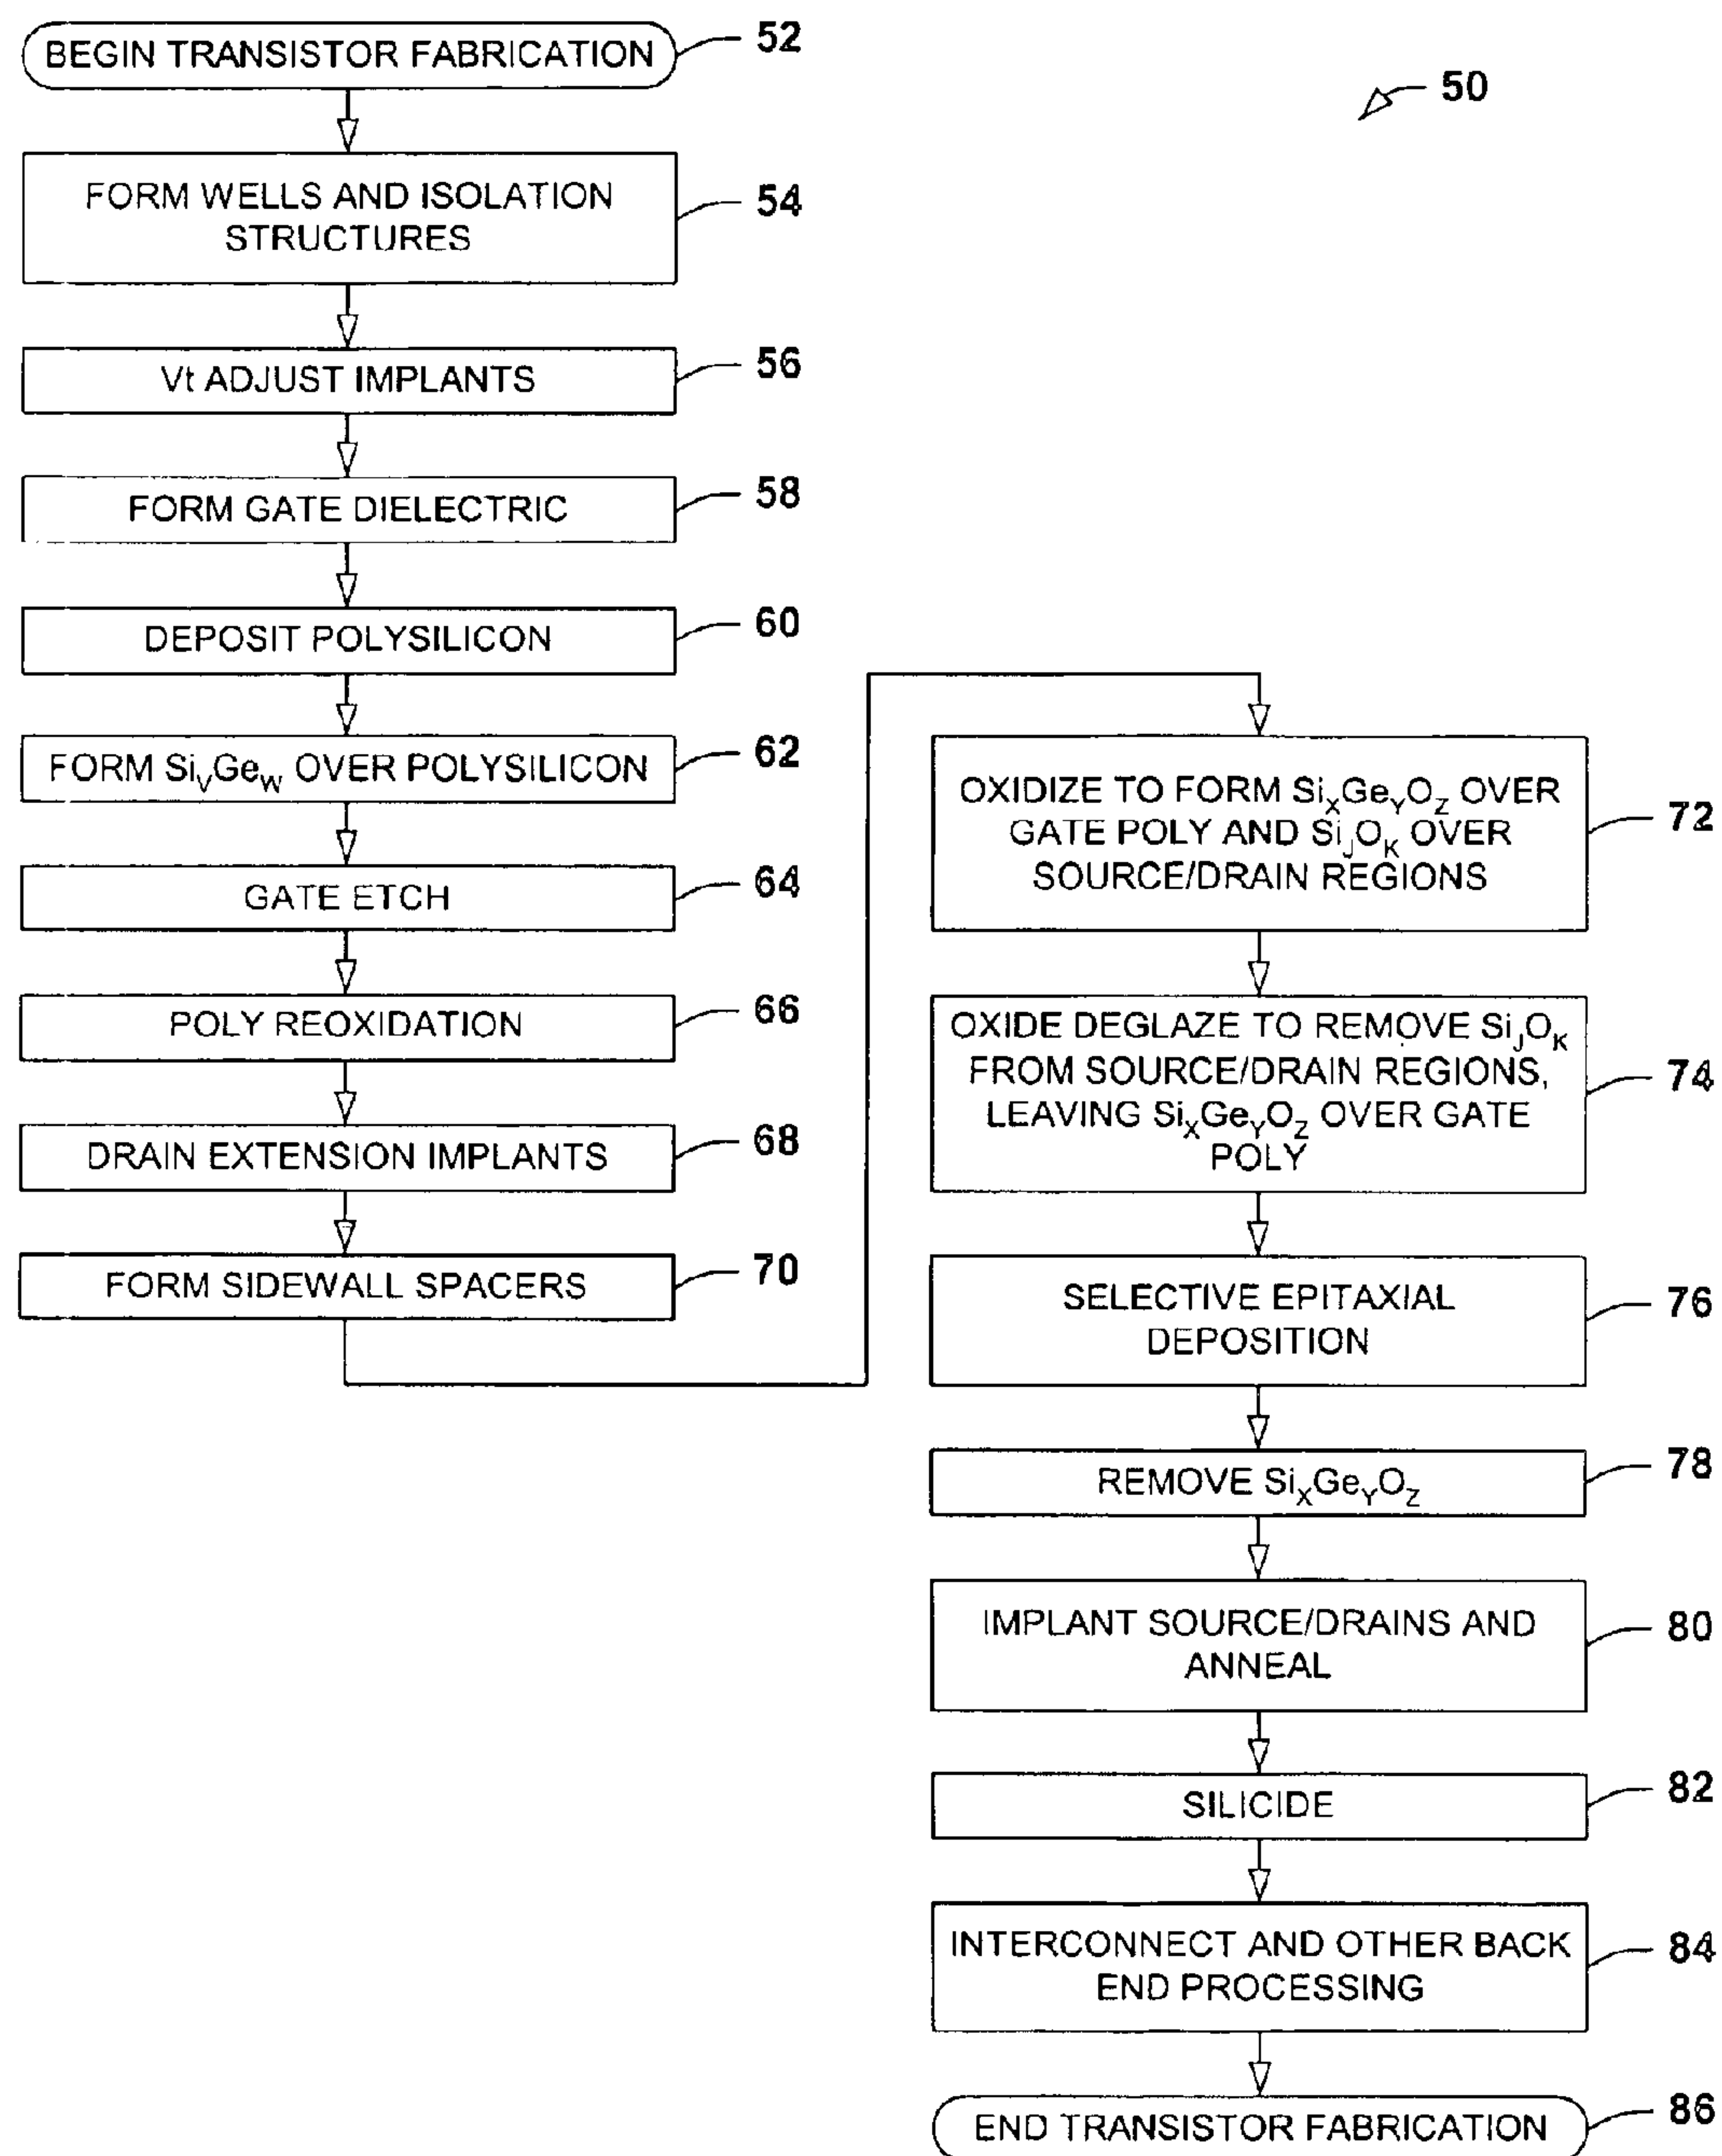 BEGIN TRANSISTOR FABRICATION
52
50
FORM WELLS AND ISOLATION
STRUCTURES
54
Vt ADJUST IMPLANTS
56
FORM GATE DIELECTRIC
58
DEPOSIT POLYSILICON
60
FORM SiVGeW OVER POLYSILICON
62
GATE ETCH
64
POLY REOXIDATION
66
DRAIN EXTENSION IMPLANTS
68
FORM SIDEWALL SPACERS
70
OXIDIZE TO FORM SiXGeYOZ OVER
GATE POLY AND SiJOK OVER
SOURCE/DRAIN REGIONS
72
OXIDE DEGLAZE TO REMOVE SiJOK
FROM SOURCE/DRAIN REGIONS,
LEAVING SiXGeYOZ OVER GATE
POLY
74
SELECTIVE EPITAXIAL
DEPOSITION
76
REMOVE SiXGeYOZ
78
IMPLANT SOURCE/DRAINS AND
ANNEAL
80
SILICIDE
82
INTERCONNECT AND OTHER BACK
END PROCESSING
84
END TRANSISTOR FABRICATION
86